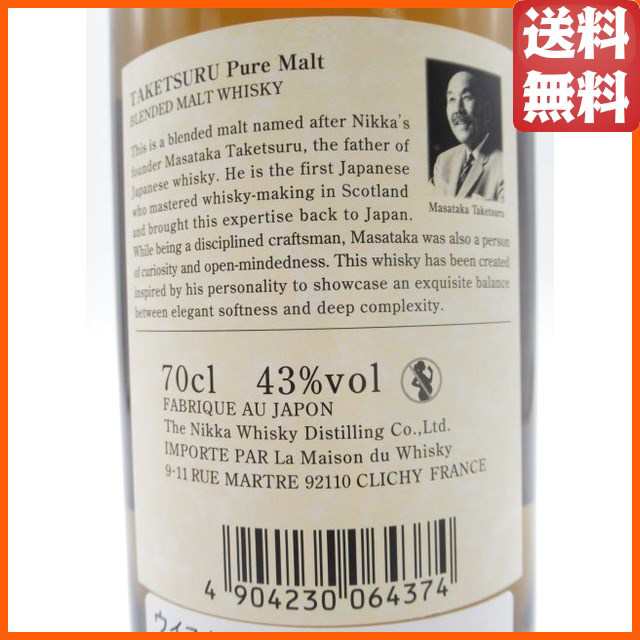 送料
無料
TAKETSURU Pure Malt
BLENDED MALT WHISKY
This is a blended malt named after Nikka's
founder Masataka Taketsuru, the father of
Japanese whisky. He is the first Japanese
who mastered whisky-making in Scotland
and brought this expertise back to Japan.
While being a disciplined craftsman, Masataka was also a person
of curiosity and open-mindedness. This whisky has been created
inspired by his personality to showcase an exquisite balance
between elegant softness and deep complexity.
Masataka Taketsuru
70cl 43%vol
FABRIQUE AU JAPON
The Nikka Whisky Distilling Co.,Ltd.
IMPORTE PAR La Maison du Whisky
9-11 RUE MARTRE 92110 CLICHY FRANCE
4 904230 064374